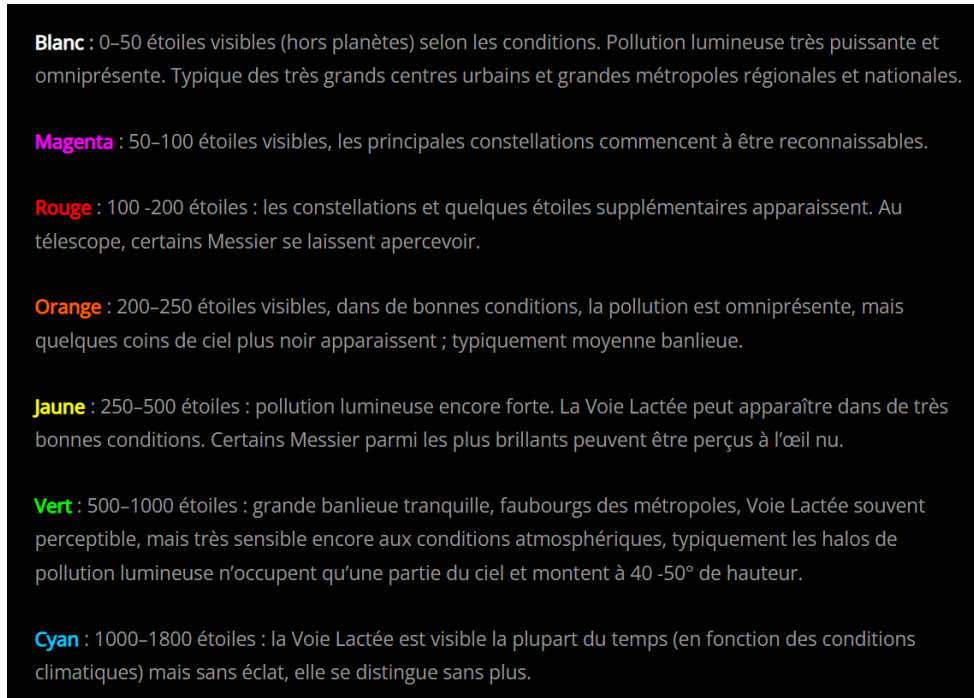 Blanc : 0–50 étoiles visibles (hors planètes) selon les conditions. Pollution lumineuse très puissante et
omniprésente. Typique des très grands centres urbains et grandes métropoles régionales et nationales.
Magenta : 50–100 étoiles visibles, les principales constellations commencent à être reconnaissables.
Rouge : 100 -200 étoiles : les constellations et quelques étoiles supplémentaires apparaissent. Au
télescope, certains Messier se laissent apercevoir.
Orange : 200–250 étoiles visibles, dans de bonnes conditions, la pollution est omniprésente, mais
quelques coins de ciel plus noir apparaissent ; typiquement moyenne banlieue.
Jaune : 250–500 étoiles : pollution lumineuse encore forte. La Voie Lactée peut apparaître dans de très
bonnes conditions. Certains Messier parmi les plus brillants peuvent être perçus à l’œil nu.
Vert : 500–1000 étoiles : grande banlieue tranquille, faubourgs des métropoles, Voie Lactée souvent
perceptible, mais très sensible encore aux conditions atmosphériques, typiquement les halos de
pollution lumineuse n’occupent qu’une partie du ciel et montent à 40 -50° de hauteur.
Cyan : 1000–1800 étoiles : la Voie Lactée est visible la plupart du temps (en fonction des conditions
climatiques) mais sans éclat, elle se distingue sans plus.